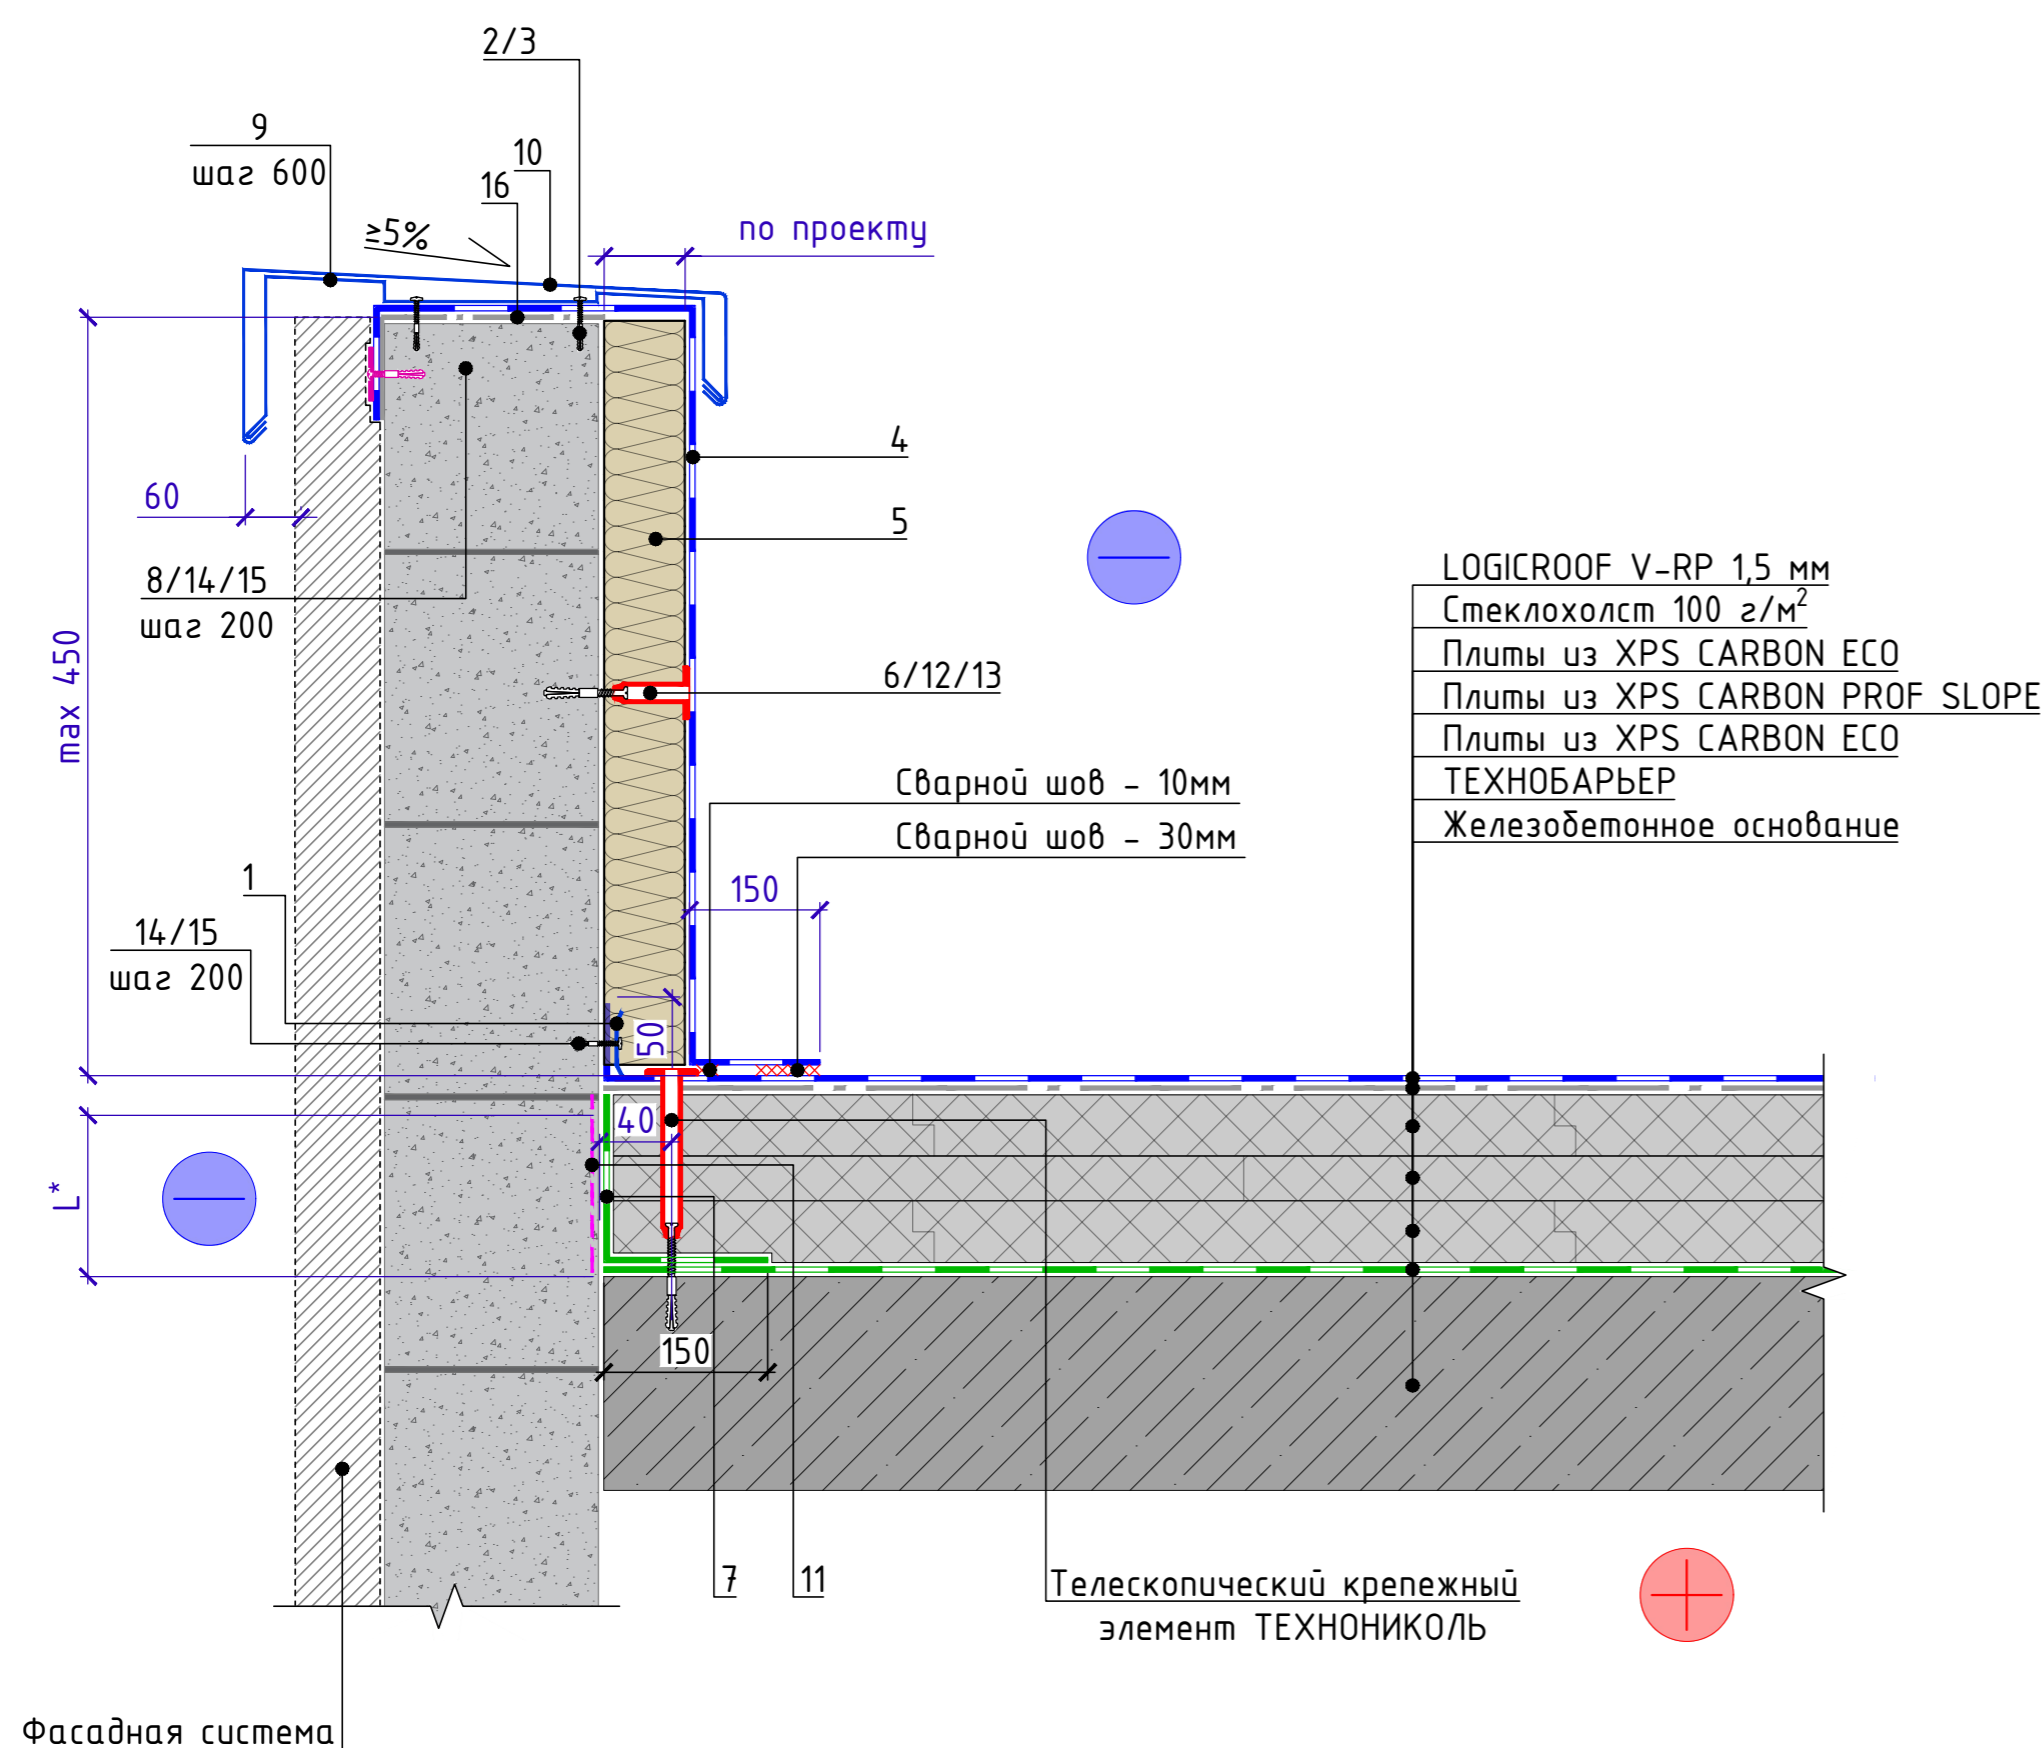 2/3
9
шаг 600
10
16
≥5%
по проекту
60
4
5
8/14/15
шаг 200
max 450
6/12/13
LOGICROOF V-RP 1,5 мм
Стеклохолст 100 г/м²
Плиты из XPS CARBON ECO
Плиты из XPS CARBON PROF SLOPE
Плиты из XPS CARBON ECO
ТЕХНОБАРЬЕР
Железобетонное основание
Сварной шов - 10мм
Сварной шов - 30мм
150
1
14/15
шаг 200
50
40
L*
150
7
11
Телескопический крепежный
элемент ТЕХНОНИКОЛЬ
Фасадная система